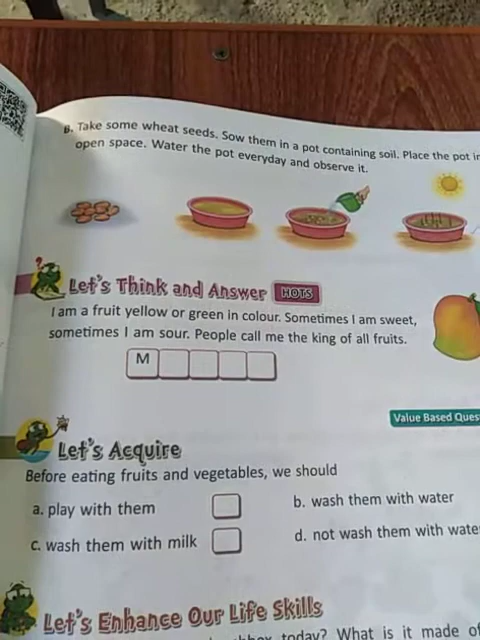 B. Take some wheat seeds. Sow them in a pot containing soil. Place the pot in
open space. Water the pot everyday and observe it.
Let's Think and Answer HOTS
I am a fruit yellow or green in colour. Sometimes I am sweet,
sometimes I am sour. People call me the king of all fruits.
M
Value Based Ques
Let's Acquire
Before eating fruits and vegetables, we should
a. play with them
b. wash them with water
c. wash them with milk
d. not wash them with wate
Let's Enhance Our Life Skills
today? What is it made of